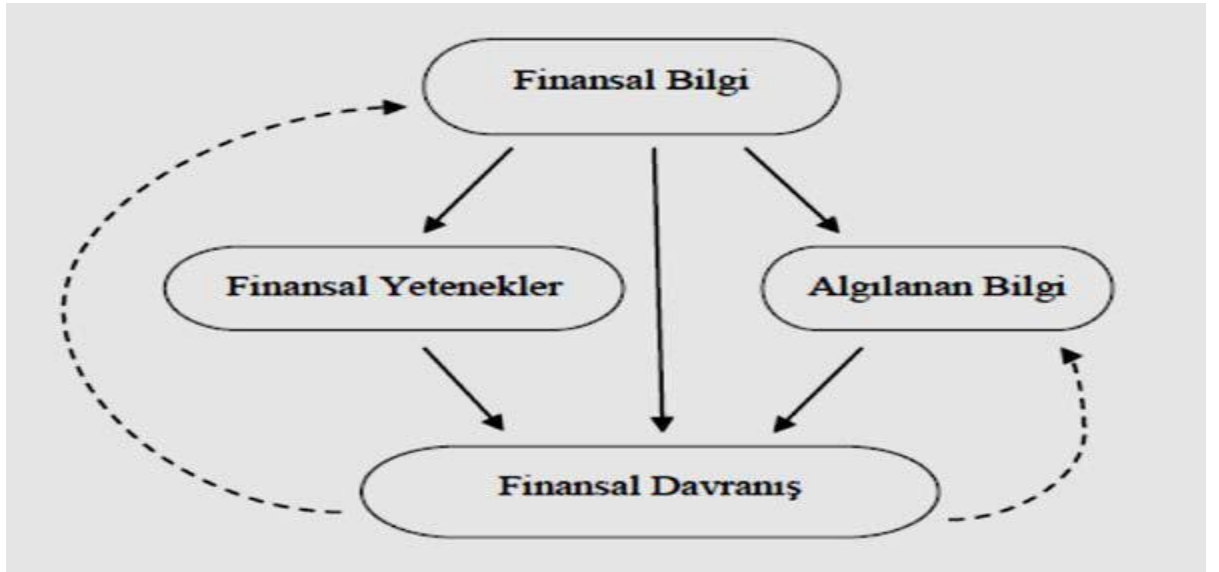 Finansal Bilgi
Finansal Yetenekler
Algılanan Bilgi
Finansal Davranış